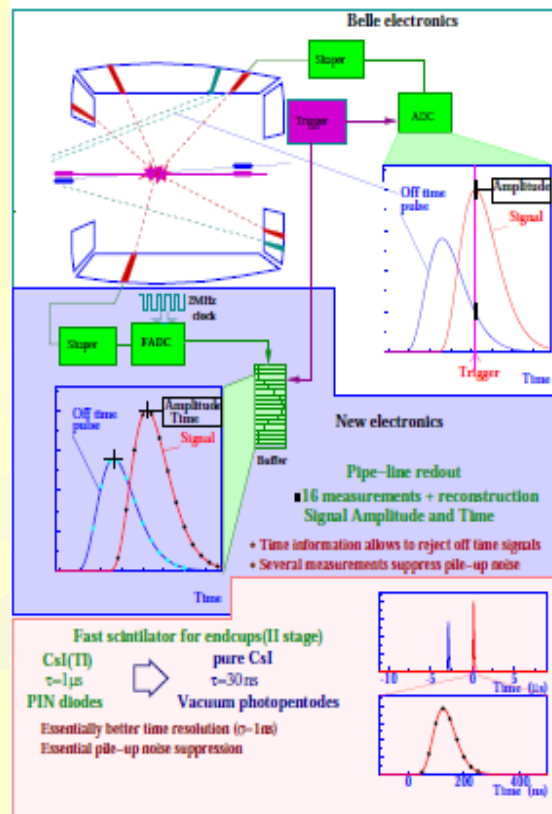 Belle electronics
Shaper
Trigger
ADC
Off time
pulse
Amplitude
Signal
Trigger
Time
2MHz
clock
Shaper
FADC
Buffer
Off time
pulse
Amplitude
Time
Signal
Time
New electronics
Pipe-line redout
16 measurements + reconstruction
Signal Amplitude and Time
• Time information allows to reject off time signals
• Several measurements suppress pile-up noise
Fast scintilator for endcups(II stage)
CsI(Tl) pure CsI
τ=1μs τ=30ns
PIN diodes Vacuum photopentodes
Essentially better time resolution (σ=1ns)
Essential pile-up noise suppression
-10 -5 0 5
Time (μs)
0 200 400
Time (ns)